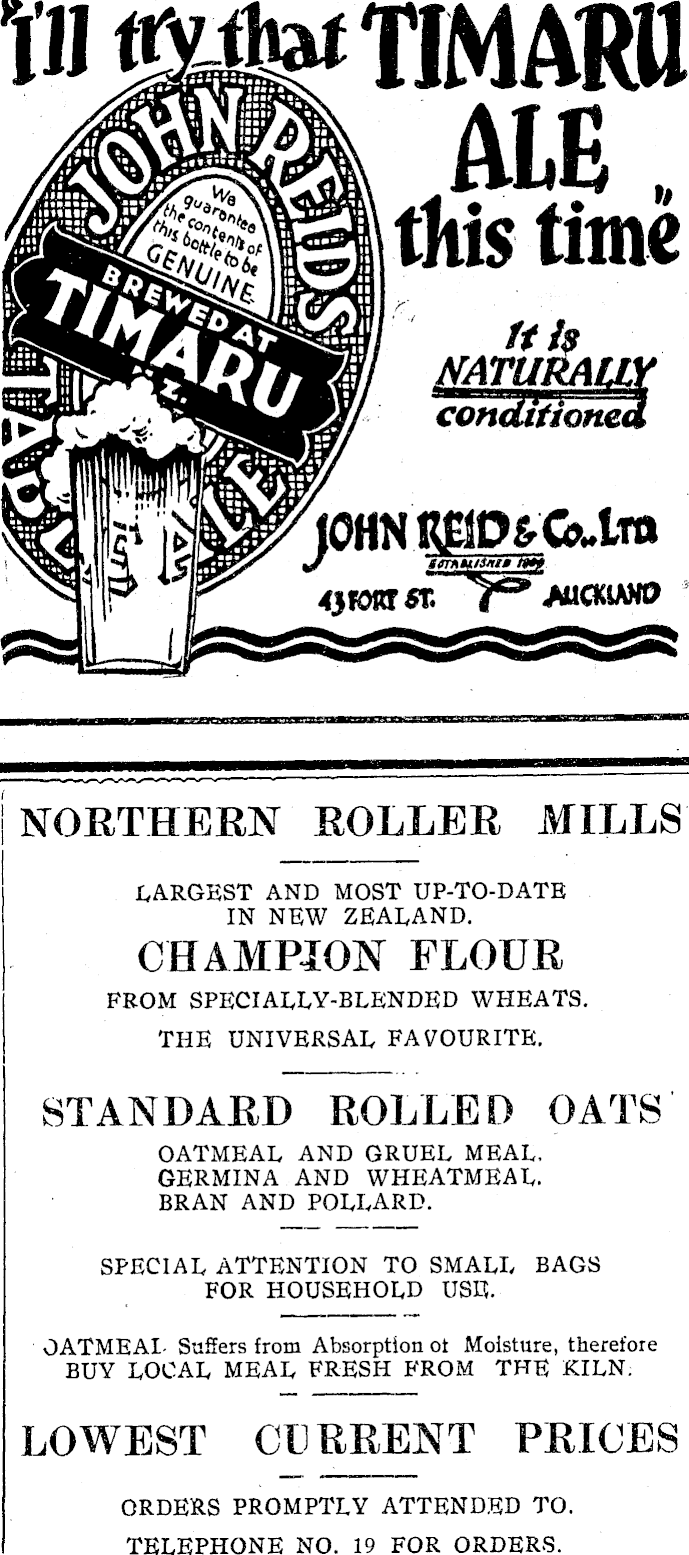 "I'll try that TIMARU
ALE
this time"
JOHN REIDS
We
guarantee
the contents of
this bottle to be
GENUINE
BREWED AT
TIMARU
N.Z.
TABLE ALE
It is
NATURALLY
conditioned
JOHN REID & Co., LTD
ESTABLISHED
43 FORT ST. AUCKLAND
NORTHERN ROLLER MILLS
LARGEST AND MOST UP-TO-DATE
IN NEW ZEALAND.
CHAMPION FLOUR
FROM SPECIALLY-BLENDED WHEATS.
THE UNIVERSAL FAVOURITE.
STANDARD ROLLED OATS
OATMEAL AND GRUEL MEAL.
GERMINA AND WHEATMEAL.
BRAN AND POLLARD.
SPECIAL ATTENTION TO SMALL BAGS
FOR HOUSEHOLD USE.
OATMEAL Suffers from Absorption of Moisture, therefore
BUY LOCAL MEAL FRESH FROM THE KILN.
LOWEST CURRENT PRICES
ORDERS PROMPTLY ATTENDED TO.
TELEPHONE NO. 19 FOR ORDERS.